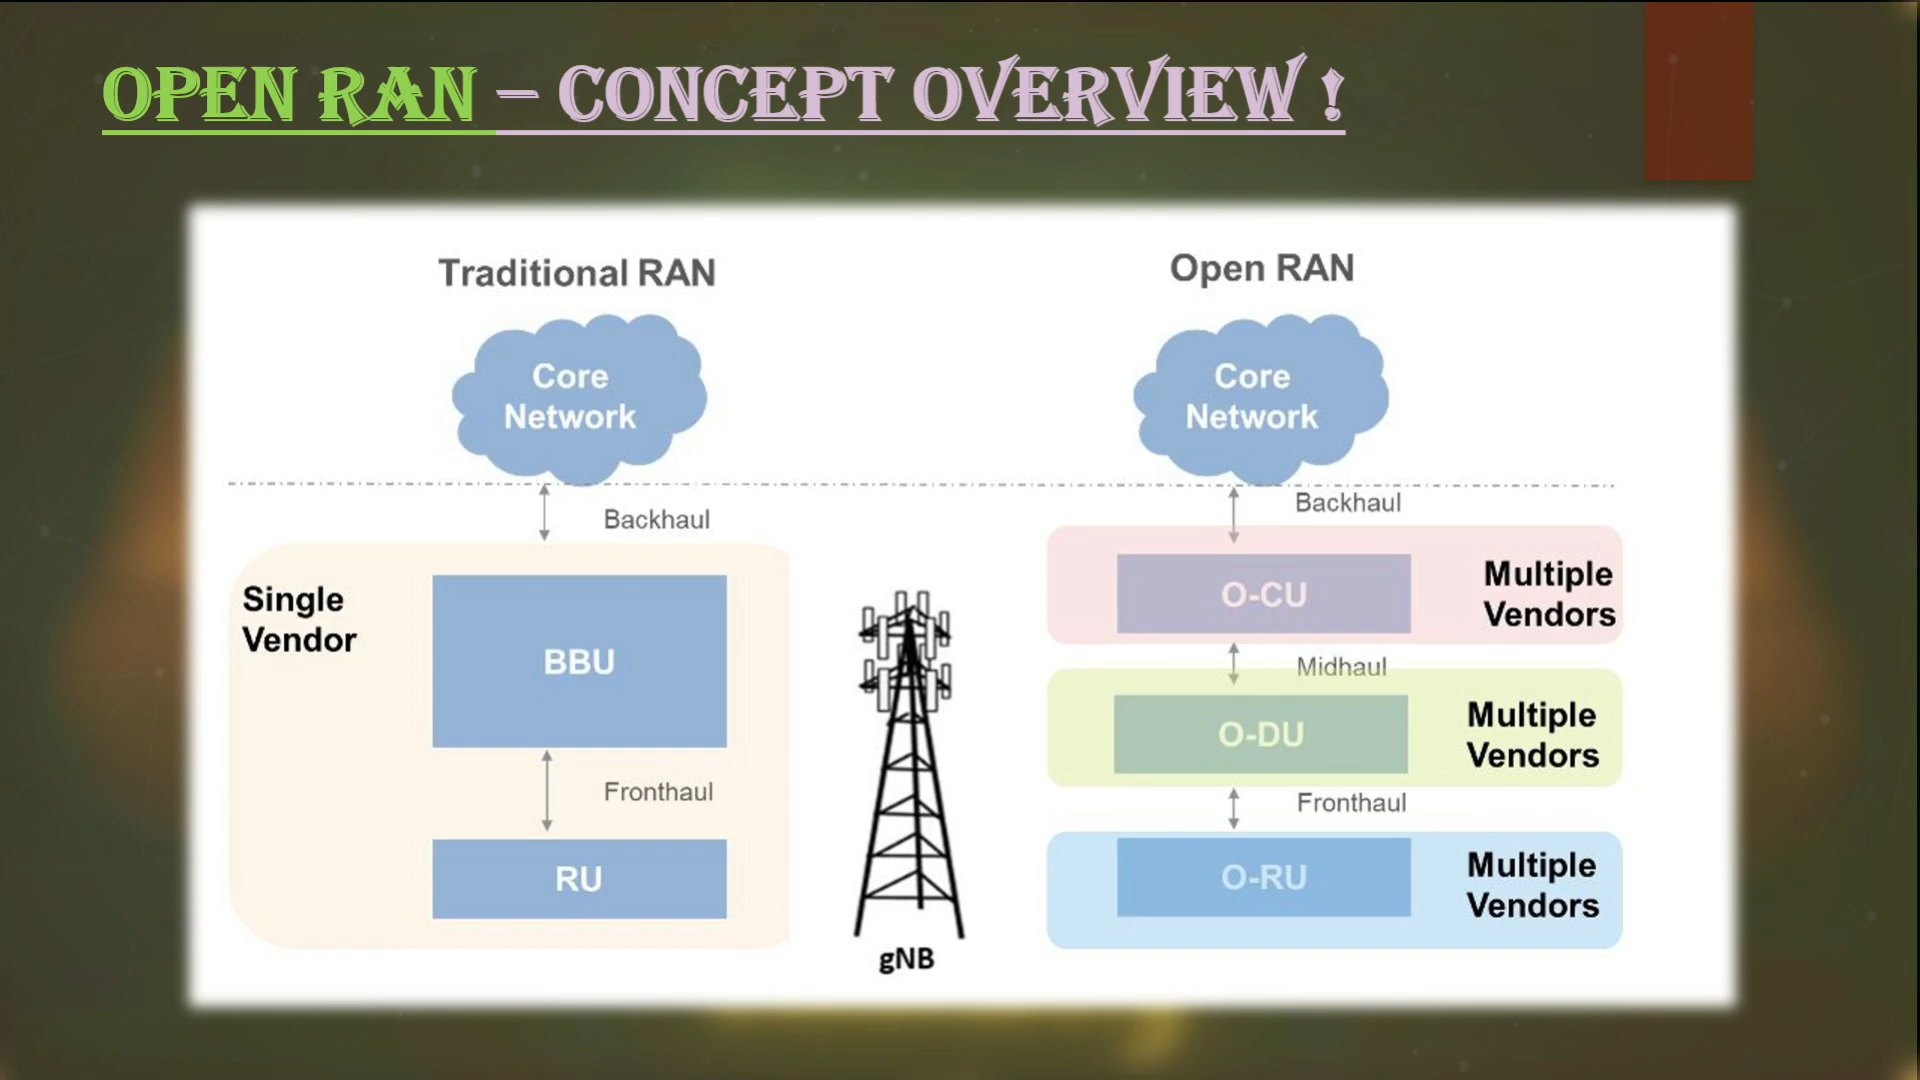 OPEN RAN – CONCEPT OVERVIEW !
Traditional RAN
Core
Network
Backhaul
Single
Vendor
BBU
Fronthaul
RU
gNB
Open RAN
Core
Network
Backhaul
O-CU
Multiple
Vendors
Midhaul
O-DU
Multiple
Vendors
Fronthaul
O-RU
Multiple
Vendors